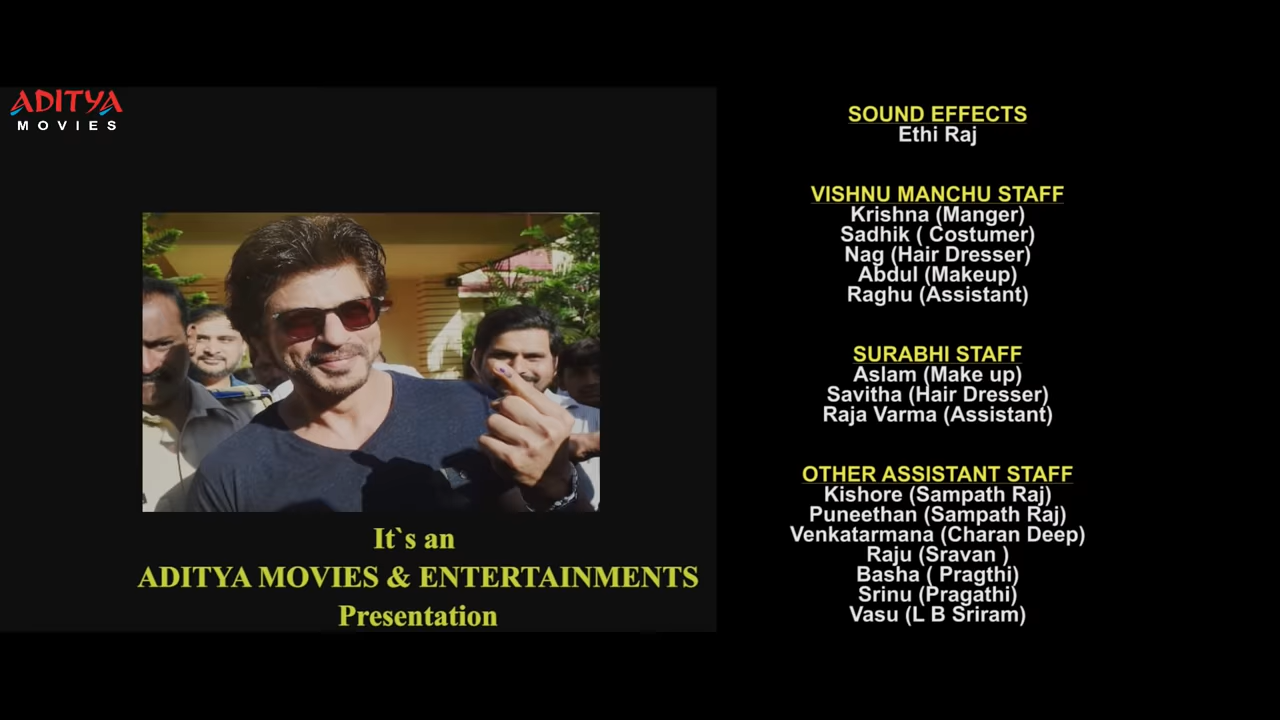 ADITYA
MOVIES
It`s an
ADITYA MOVIES & ENTERTAINMENTS
Presentation
SOUND EFFECTS
Ethi Raj
VISHNU MANCHU STAFF
Krishna (Manger)
Sadhik ( Costumer)
Nag (Hair Dresser)
Abdul (Makeup)
Raghu (Assistant)
SURABHI STAFF
Aslam (Make up)
Savitha (Hair Dresser)
Raja Varma (Assistant)
OTHER ASSISTANT STAFF
Kishore (Sampath Raj)
Puneethan (Sampath Raj)
Venkatarmana (Charan Deep)
Raju (Sravan )
Basha ( Pragthi)
Srinu (Pragathi)
Vasu (L B Sriram)